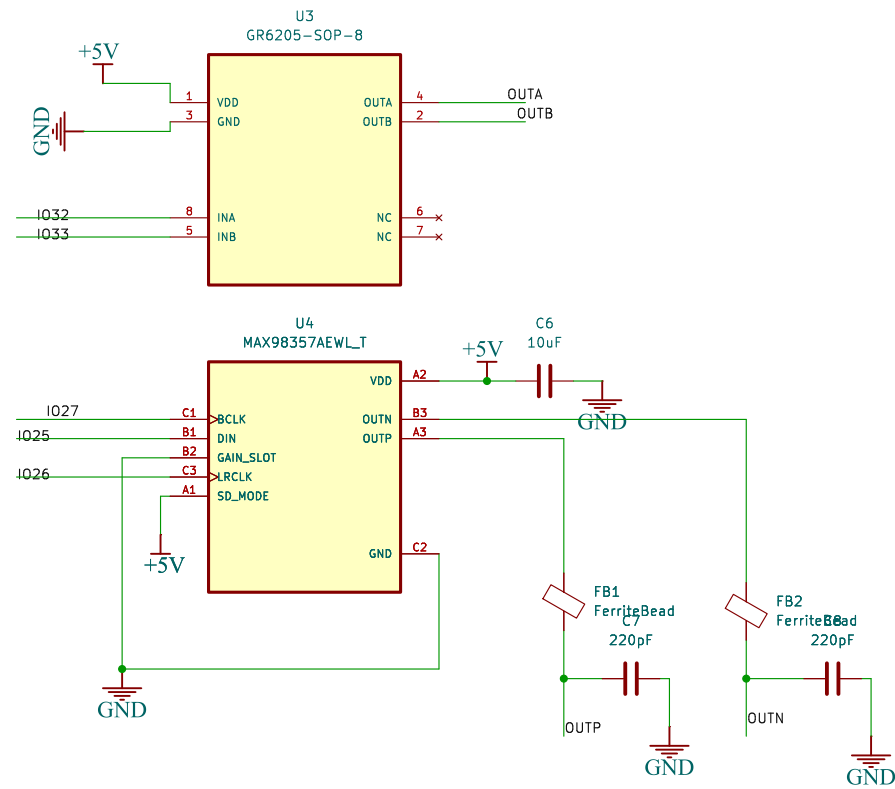 U3
GR6205-SOP-8
+5V
1
VDD
OUTA
4
OUTA
3
GND
OUTB
2
OUTB
GND
IO32
8
INA
NC
6
IO33
5
INB
NC
7
U4
MAX98357AEWL_T
C6
10uF
+5V
VDD
A2
GND
IO27
C1
BCLK
OUTN
B3
IO25
B1
DIN
OUTP
A3
B2
GAIN_SLOT
IO26
C3
LRCLK
A1
SD_MODE
+5V
GND
C2
FB1
FerriteBead
C7
220pF
FB2
FerriteBead
C8
220pF
GND
OUTP
OUTN
GND
GND